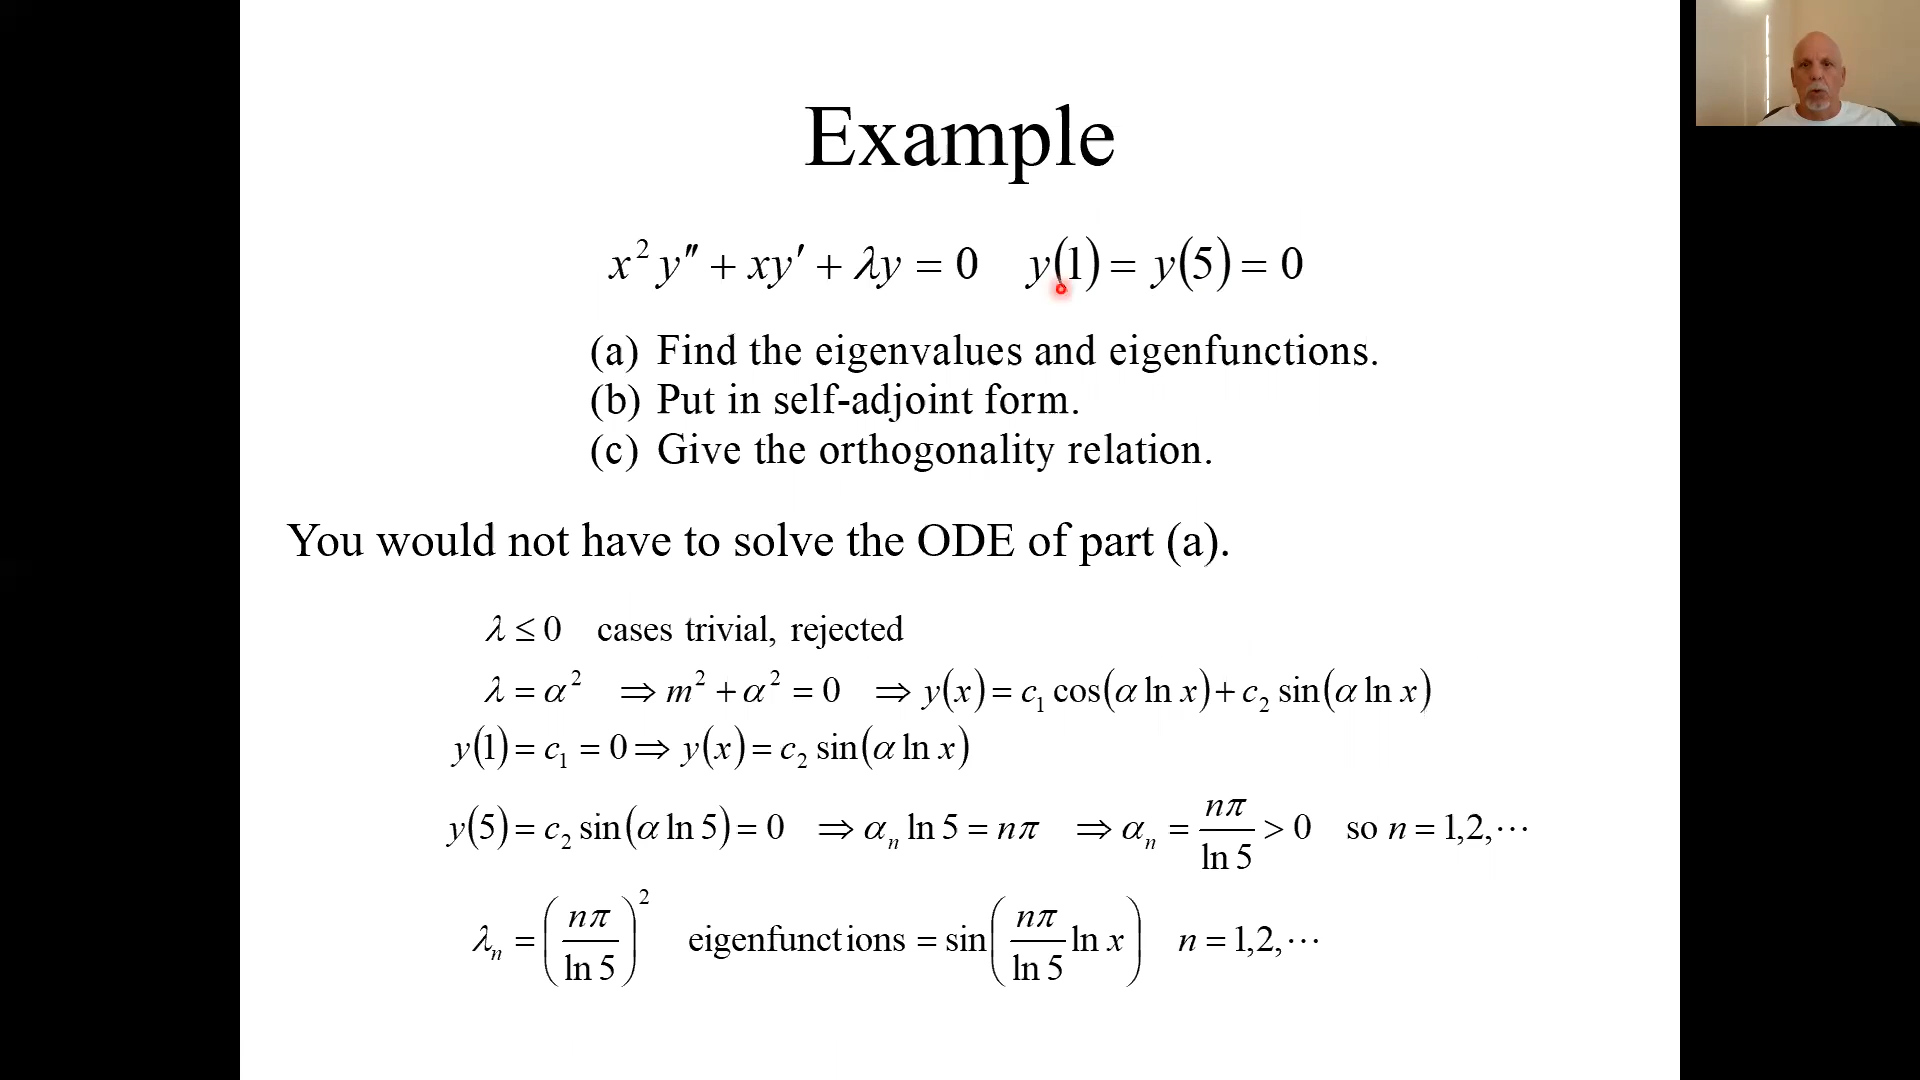 Example
x² y″ + xy′ + λy = 0 y(1) = y(5) = 0
(a) Find the eigenvalues and eigenfunctions.
(b) Put in self-adjoint form.
(c) Give the orthogonality relation.
You would not have to solve the ODE of part (a).
λ ≤ 0 cases trivial, rejected
λ = α² ⇒ m² + α² = 0 ⇒ y(x) = c₁ cos(α ln x) + c₂ sin(α ln x)
y(1) = c₁ = 0 ⇒ y(x) = c₂ sin(α ln x)
y(5) = c₂ sin(α ln 5) = 0 ⇒ αₙ ln 5 = nπ ⇒ αₙ = nπ / ln 5 > 0 so n = 1,2,⋯
λₙ = (nπ / ln 5)² eigenfunctions = sin(nπ / ln 5 ln x) n = 1,2,⋯